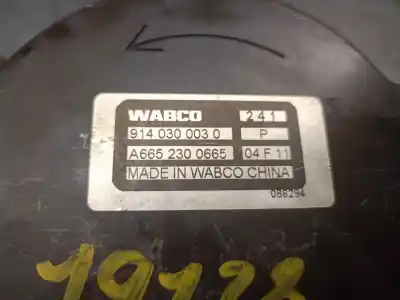 WABCO 241
914 030 003 0 P
A665 230 0665 04 F 11
MADE IN WABCO CHINA
086294